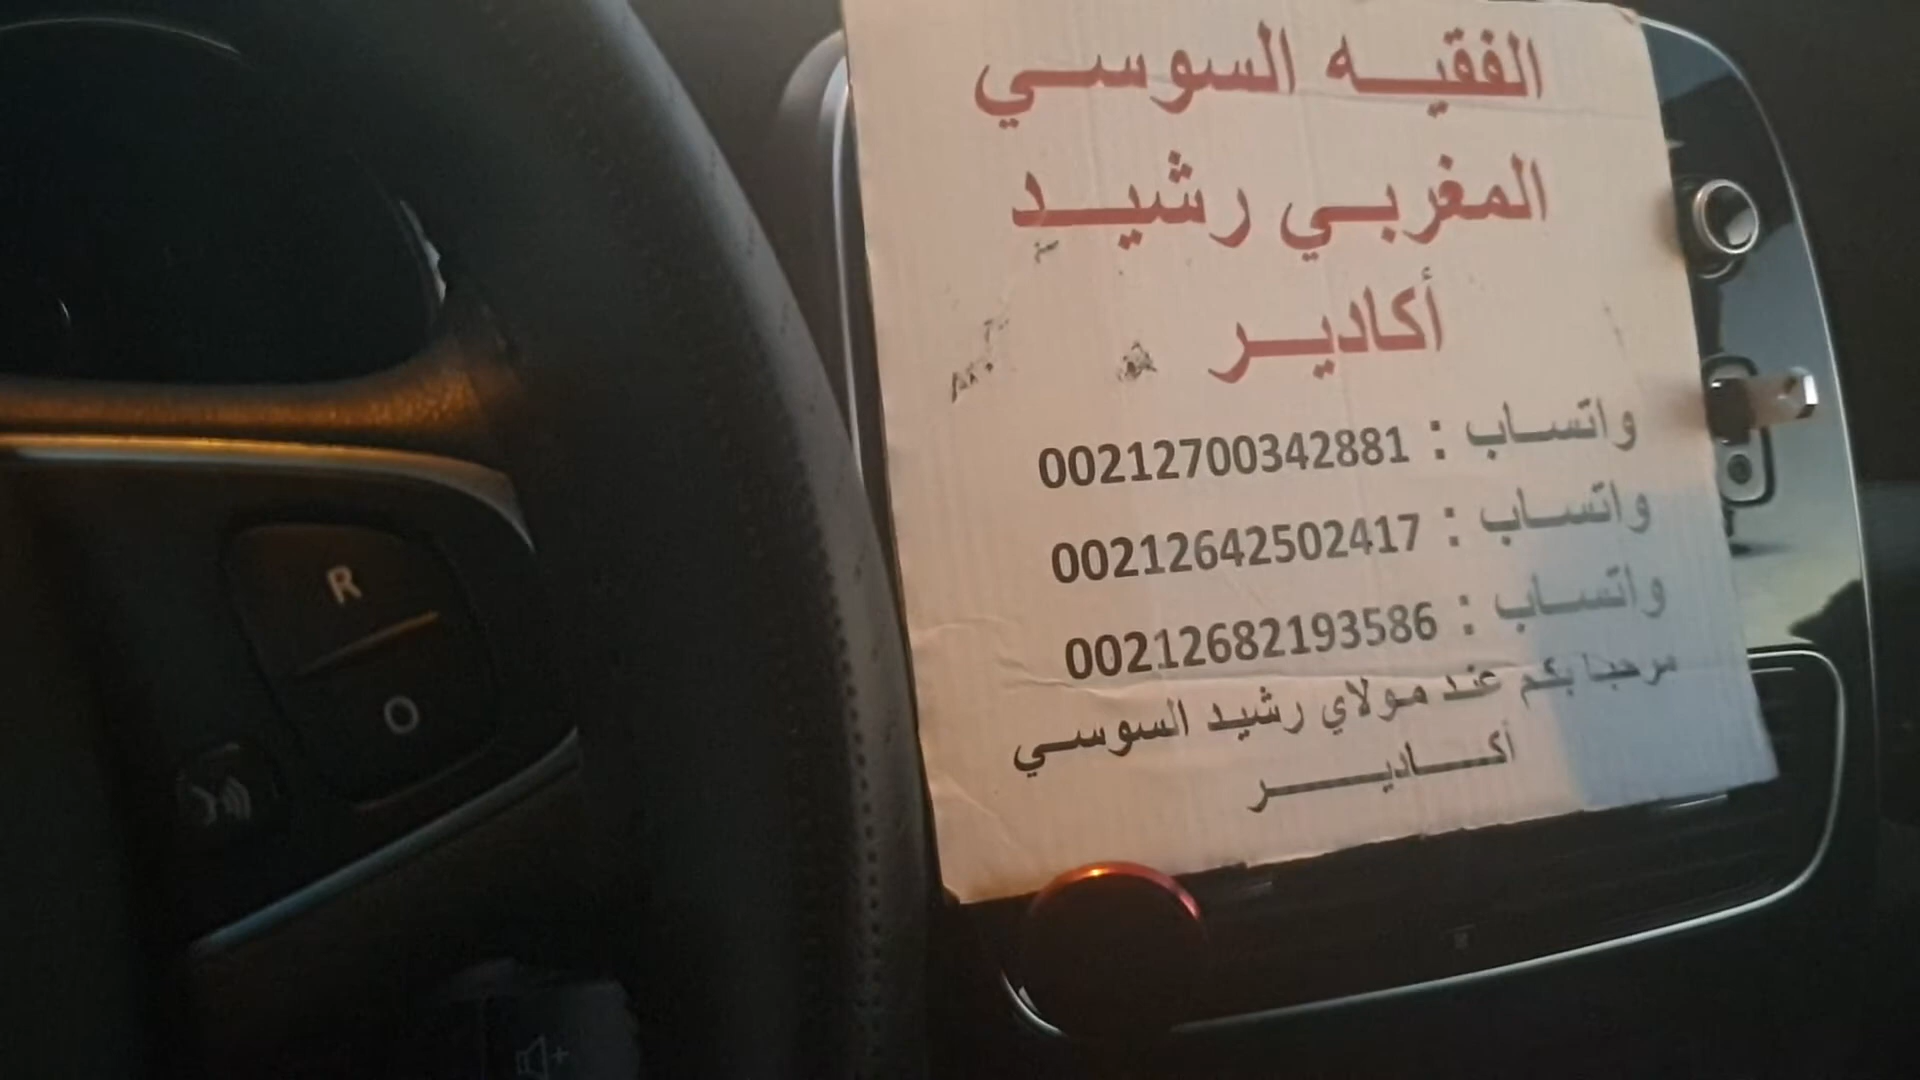 الفقيه السوسي
المغربي رشيد
أكادير
واتساب : 00212700342881
واتساب : 00212642502417
واتساب : 00212682193586
مرحبا بكم عند مولاي رشيد السوسي
أكادير
R
O